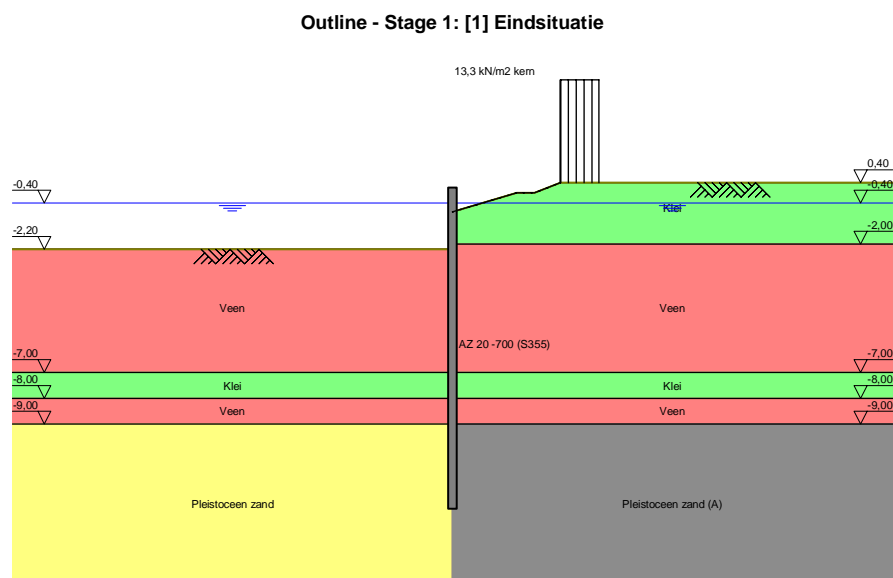 Outline - Stage 1: [1] Eindsituatie
13,3 kN/m2 kern
0,40
-0,40
-0,40
Klei
-2,20
-2,00
Veen
Veen
AZ 20 -700 (S355)
-7,00
-7,00
Klei
Klei
-8,00
-8,00
Veen
Veen
-9,00
-9,00
Pleistoceen zand
Pleistoceen zand (A)